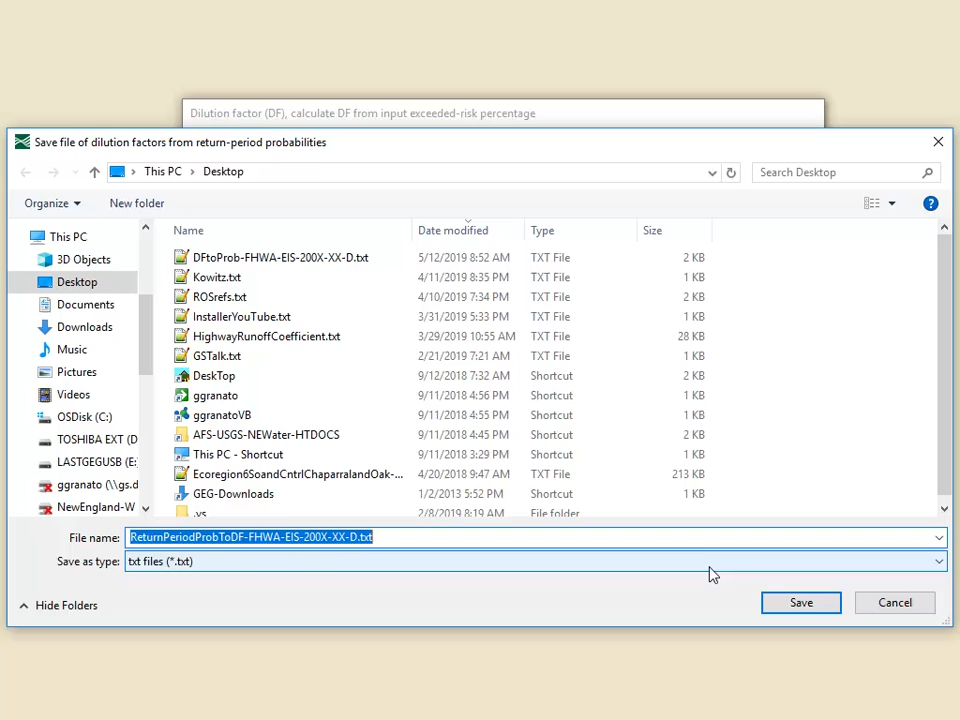 Dilution factor (DF), calculate DF from input exceeded-risk percentage
Save file of dilution factors from return-period probabilities
This PC > Desktop
Search Desktop
Organize
New folder
Name Date modified Type Size
This PC
3D Objects
Desktop
Documents
Downloads
Music
Pictures
Videos
OSDisk (C:)
TOSHIBA EXT (D
LASTGEGUSB (E:
ggranato (\\gs.d
NewEngland-W
DFtoProb-FHWA-EIS-200X-XX-D.txt 5/12/2019 8:52 AM TXT File 2 KB
Kowitz.txt 4/11/2019 8:35 PM TXT File 1 KB
ROSrefs.txt 4/10/2019 7:34 PM TXT File 2 KB
InstallerYouTube.txt 3/31/2019 5:33 PM TXT File 1 KB
HighwayRunoffCoefficient.txt 3/29/2019 10:55 AM TXT File 28 KB
GSTalk.txt 2/21/2019 7:21 AM TXT File 1 KB
DeskTop 9/12/2018 7:32 AM Shortcut 2 KB
ggranato 9/11/2018 4:56 PM Shortcut 1 KB
ggranatoVB 9/11/2018 4:55 PM Shortcut 1 KB
AFS-USGS-NEWater-HTDOCS 9/11/2018 4:45 PM Shortcut 2 KB
This PC - Shortcut 9/11/2018 3:29 PM Shortcut 1 KB
Ecoregion6SoandCntrlChaparralandOak-... 4/20/2018 9:47 AM TXT File 213 KB
GEG-Downloads 1/2/2013 5:52 PM Shortcut 1 KB
.vs 2/8/2019 8:19 AM File folder
File name: ReturnPeriodProbToDF-FHWA-EIS-200X-XX-D.txt
Save as type: txt files (*.txt)
Hide Folders
Save
Cancel